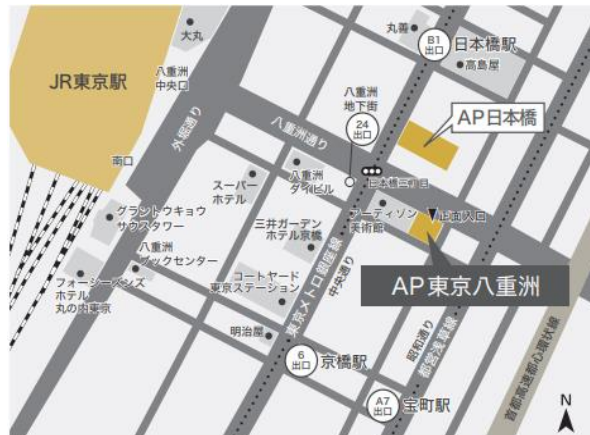 丸善
B1
出口
日本橋駅
大丸
高島屋
JR東京駅
八重洲
中央口
八重洲
地下街
24
出口
AP日本橋
外堀通り
八重洲通り
南口
スーパー
ホテル
八重洲
ダイビル
日本橋三丁目
アーティゾン
美術館
正面入口
グラントウキョウ
サウスタワー
三井ガーデン
ホテル京橋
八重洲
ブックセンター
フォーシーズンズ
ホテル
丸の内東京
コートヤード
東京ステーション
東京メトロ銀座線
中央通り
AP東京八重洲
明治屋
6
出口
京橋駅
昭和通り
都営浅草線
首都高速都心環状線
A7
出口
宝町駅
N